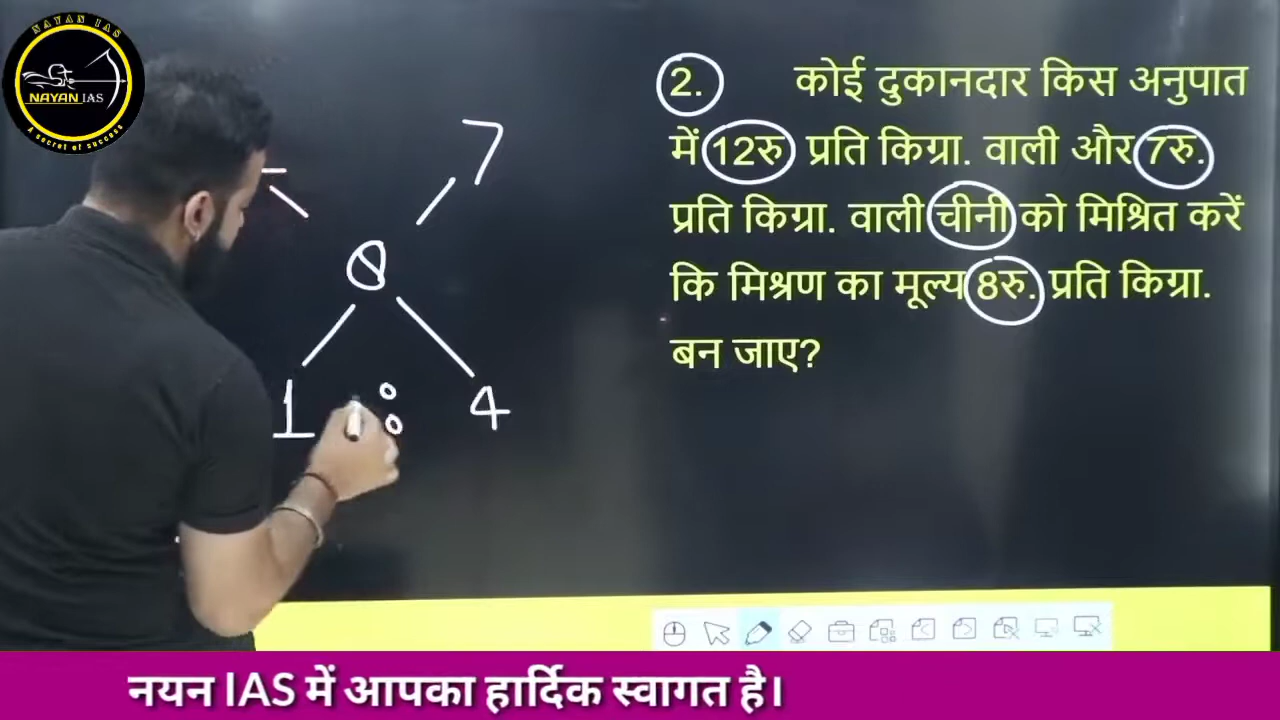 NAYAN IAS
NAYAN IAS
A secret of success
2. कोई दुकानदार किस अनुपात
में 12रु प्रति किग्रा. वाली और 7रु.
प्रति किग्रा. वाली चीनी को मिश्रित करें
कि मिश्रण का मूल्य 8रु. प्रति किग्रा.
बन जाए?
7
8
1 : 4
नयन IAS में आपका हार्दिक स्वागत है।